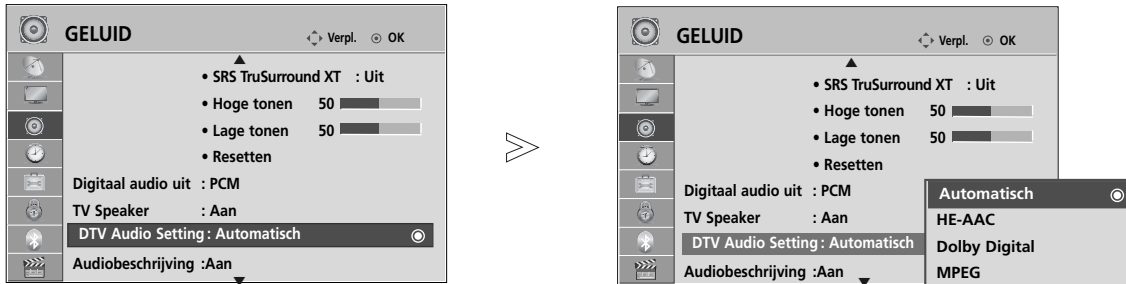 GELUID Verpl. OK
• SRS TruSurround XT : Uit
• Hoge tonen 50
• Lage tonen 50
• Resetten
Digitaal audio uit : PCM
TV Speaker : Aan
DTV Audio Setting : Automatisch
Audiobeschrijving :Aan
GELUID Verpl. OK
• SRS TruSurround XT : Uit
• Hoge tonen 50
• Lage tonen 50
• Resetten
Digitaal audio uit : PCM
TV Speaker : Aan
DTV Audio Setting : Automatisch
Audiobeschrijving :Aan
Automatisch
HE-AAC
Dolby Digital
MPEG